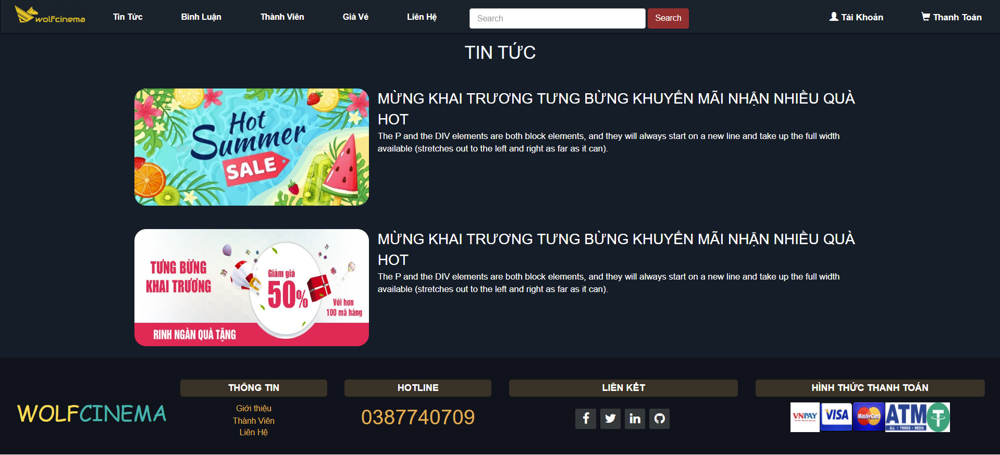 wolfcinema
Tin Tức
Bình Luận
Thành Viên
Giá Vé
Liên Hệ
Search
Search
Tài Khoản
Thanh Toán
TIN TỨC
Hot
Summer
SALE
envato
MỪNG KHAI TRƯƠNG TƯNG BỪNG KHUYẾN MÃI NHẬN NHIỀU QUÀ
HOT
The P and the DIV elements are both block elements, and they will always start on a new line and take up the full width
available (stretches out to the left and right as far as it can).
TƯNG BỪNG
KHAI TRƯƠNG
Giảm giá
50%
Với hơn
100 mã hàng
RINH NGÀN QUÀ TẶNG
MỪNG KHAI TRƯƠNG TƯNG BỪNG KHUYẾN MÃI NHẬN NHIỀU QUÀ
HOT
The P and the DIV elements are both block elements, and they will always start on a new line and take up the full width
available (stretches out to the left and right as far as it can).
WOLFCINEMA
THÔNG TIN
Giới thiệu
Thành Viên
Liên Hệ
HOTLINE
0387740709
LIÊN KẾT
HÌNH THỨC THANH TOÁN
VNPAY
VISA
MasterCard
ATM
ALL • THINGS • MEDIA